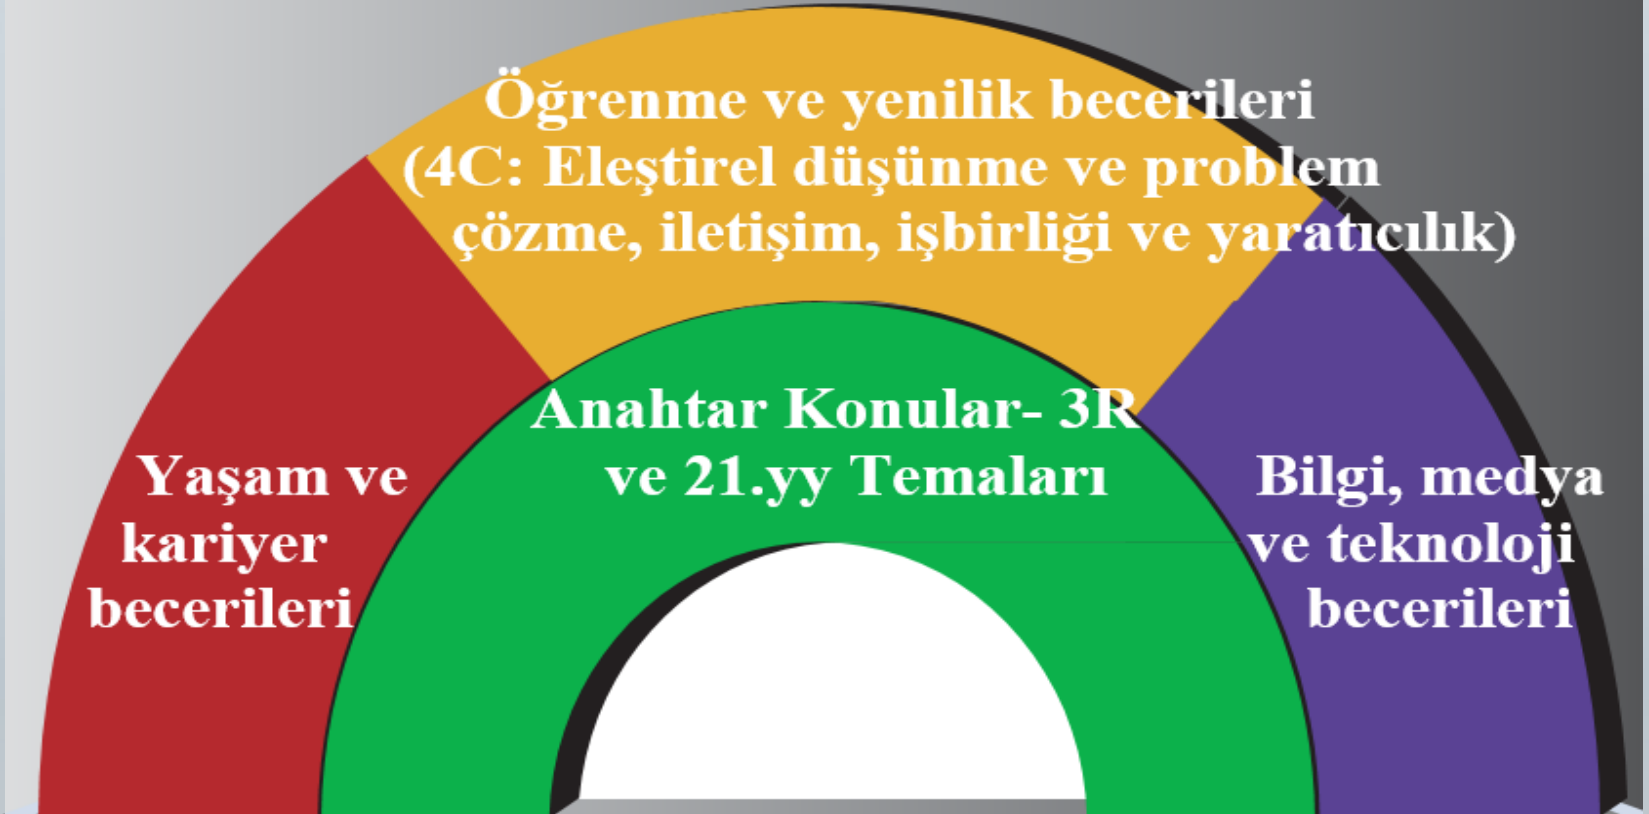 Öğrenme ve yenilik becerileri
(4C: Eleştirel düşünme ve problem
çözme, iletişim, işbirliği ve yaratıcılık)
Anahtar Konular- 3R
ve 21.yy Temaları
Yaşam ve
kariyer
becerileri
Bilgi, medya
ve teknoloji
becerileri